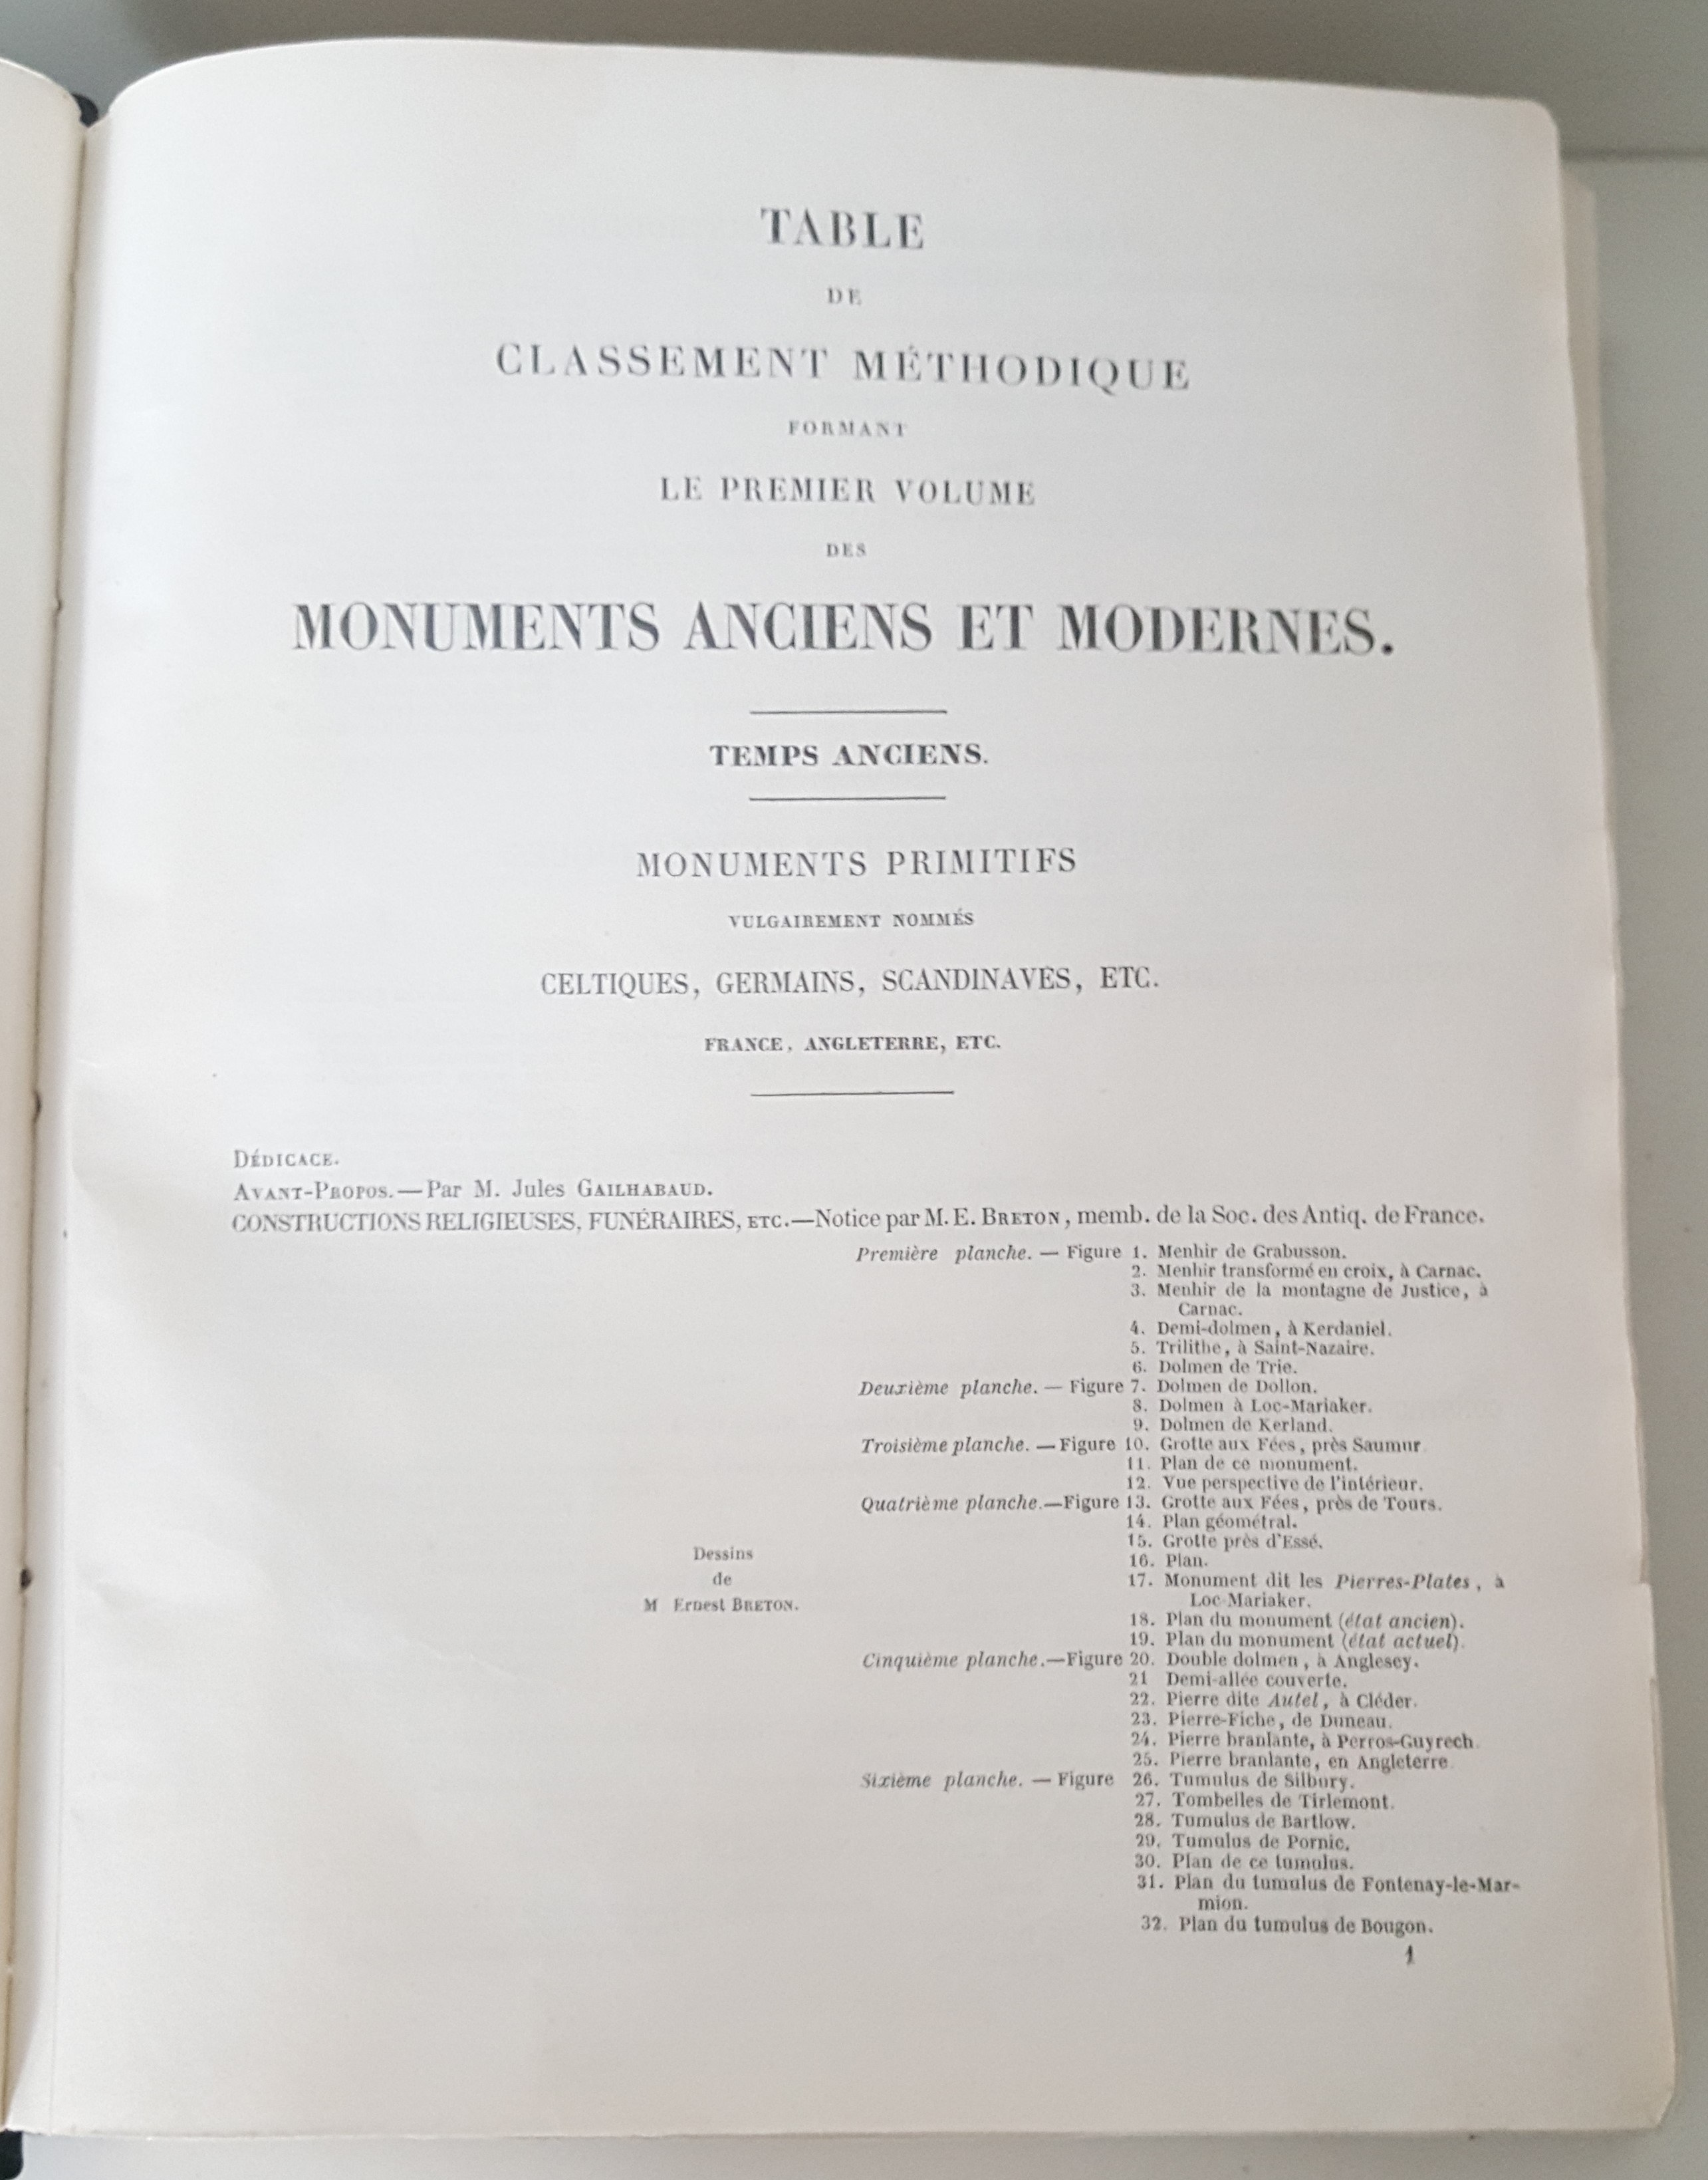 TABLE
DE
CLASSEMENT MÉTHODIQUE
FORMANT
LE PREMIER VOLUME
DES
MONUMENTS ANCIENS ET MODERNES.
TEMPS ANCIENS.
MONUMENTS PRIMITIFS
VULGAIREMENT NOMMÉS
CELTIQUES, GERMAINS, SCANDINAVES, ETC.
FRANCE, ANGLETERRE, ETC.
DÉDICACE.
AVANT-PROPOS.—Par M. Jules GAILHABAUD.
CONSTRUCTIONS RELIGIEUSES, FUNÉRAIRES, ETC.—Notice par M. E. BRETON, memb. de la Soc. des Antiq. de France.
Dessins
de
M Ernest BRETON.
Première planche. — Figure 1. Menhir de Grabusson.
2. Menhir transformé en croix, à Carnac.
3. Menhir de la montagne de Justice, à
Carnac.
4. Demi-dolmen, à Kerdaniel.
5. Trilithe, à Saint-Nazaire.
6. Dolmen de Trie.
Deuxième planche. — Figure 7. Dolmen de Dollon.
8. Dolmen à Loc-Mariaker.
9. Dolmen de Kerland.
Troisième planche. — Figure 10. Grotte aux Fées, près Saumur
11. Plan de ce monument.
12. Vue perspective de l'intérieur.
Quatrième planche.—Figure 13. Grotte aux Fées, près de Tours.
14. Plan géométral.
15. Grotte près d'Essé.
16. Plan.
17. Monument dit les Pierres-Plates, à
Loc-Mariaker.
18. Plan du monument (état ancien).
19. Plan du monument (état actuel).
Cinquième planche.—Figure 20. Double dolmen, à Anglesey.
21 Demi-allée couverte.
22. Pierre dite Autel, à Cléder.
23. Pierre-Fiche, de Duneau.
24. Pierre branlante, à Perros-Guyrech.
25. Pierre branlante, en Angleterre.
Sixième planche. — Figure 26. Tumulus de Silbury.
27. Tombelles de Tirlemont.
28. Tumulus de Bartlow.
29. Tumulus de Pornic.
30. Plan de ce tumulus.
31. Plan du tumulus de Fontenay-le-Mar-
mion.
32. Plan du tumulus de Bougon.
1